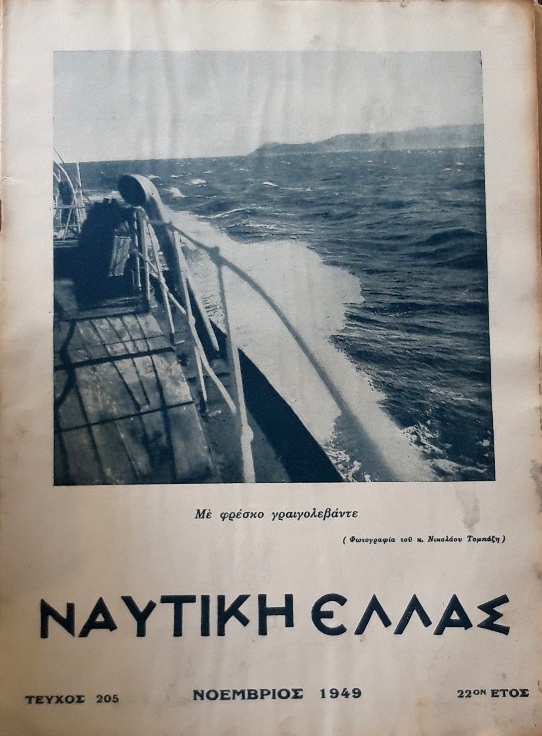 Μὲ φρέσκο γραιγολεβάντε
( Φωτογραφία τοῦ κ. Νικολάου Τομπάζη )
ΝΑΥΤΙΚΗ ΕΛΛΑΣ
ΤΕΥΧΟΣ 205 ΝΟΕΜΒΡΙΟΣ 1949 22ΟΝ ΕΤΟΣ